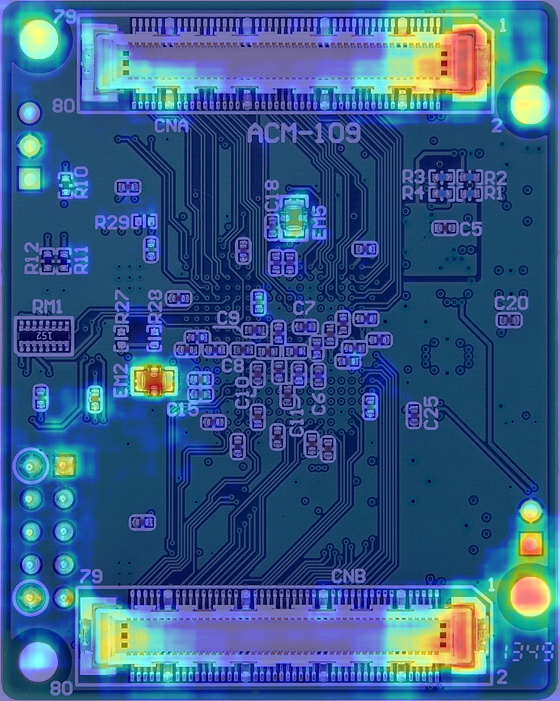 79
1
80
CNA
2
ACM-109
R10
C18
EM5
R3
R2
R4
R1
R29
C5
R12
R11
RM1
152
R27
R28
C9
C7
C20
EM2
C8
C15
C10
C11
C6
C25
79
CNB
1
1349
80
2